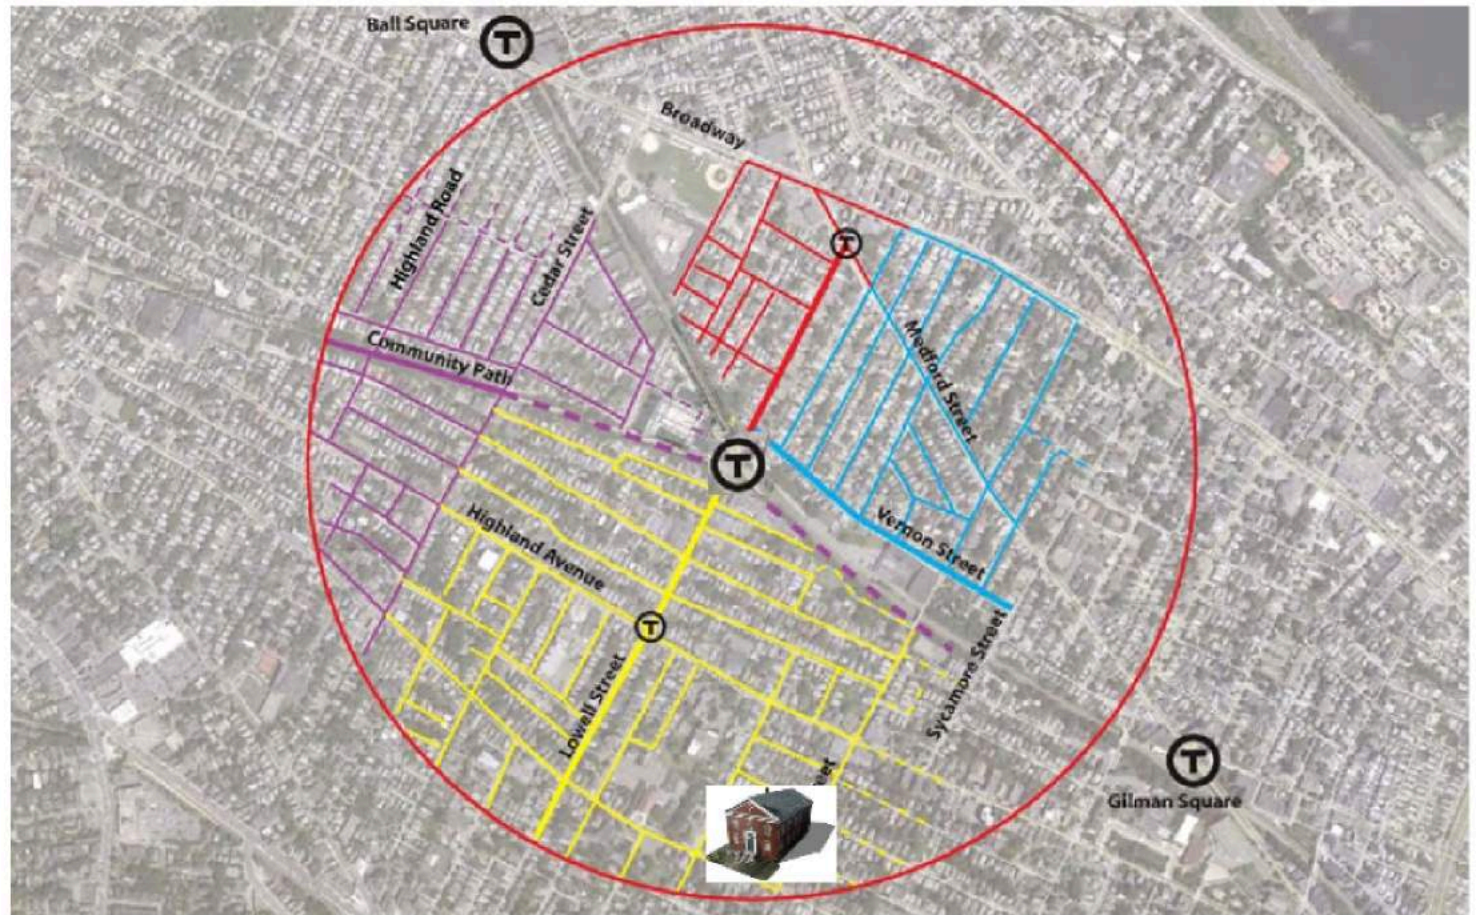 Ball Square
T
Broadway
Highland Road
Cedar Street
T
Community Path
Medford Street
T
Vernon Street
Highland Avenue
T
Lowell Street
Sycamore Street
T
Gilman Square
eet